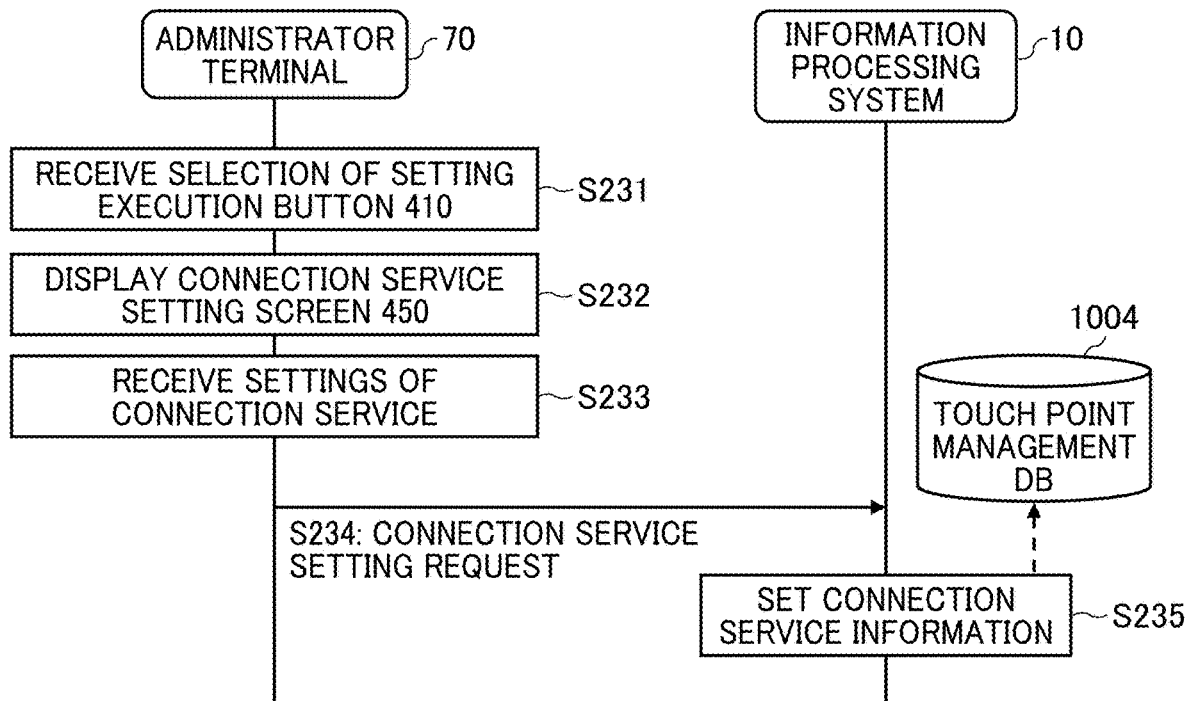 ADMINISTRATOR
TERMINAL
70
INFORMATION
PROCESSING
SYSTEM
10
RECEIVE SELECTION OF SETTING
EXECUTION BUTTON 410
S231
DISPLAY CONNECTION SERVICE
SETTING SCREEN 450
S232
RECEIVE SETTINGS OF
CONNECTION SERVICE
S233
1004
TOUCH POINT
MANAGEMENT
DB
S234: CONNECTION SERVICE
SETTING REQUEST
SET CONNECTION
SERVICE INFORMATION
S235